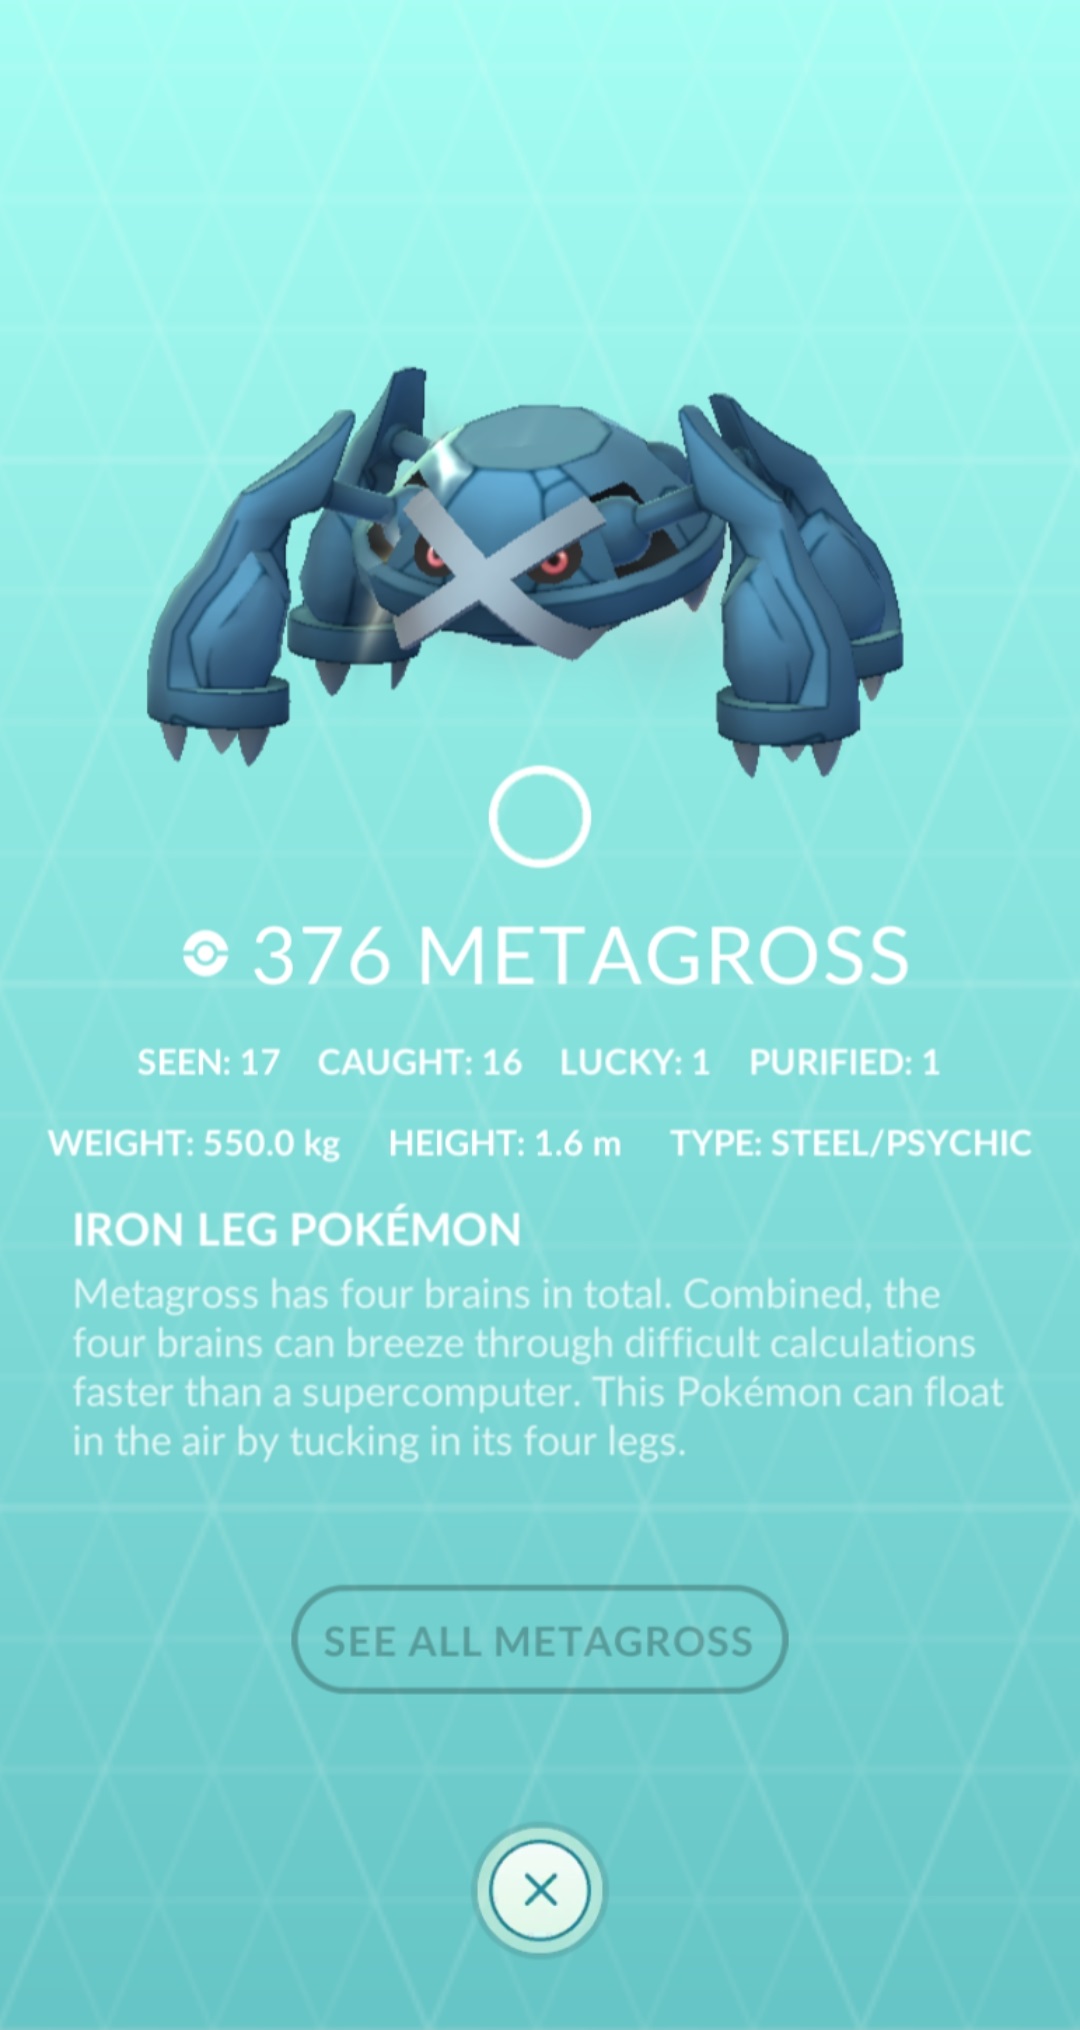 376 METAGROSS
SEEN: 17 CAUGHT: 16 LUCKY: 1 PURIFIED: 1
WEIGHT: 550.0 kg HEIGHT: 1.6 m TYPE: STEEL/PSYCHIC
IRON LEG POKÉMON
Metagross has four brains in total. Combined, the
four brains can breeze through difficult calculations
faster than a supercomputer. This Pokémon can float
in the air by tucking in its four legs.
SEE ALL METAGROSS